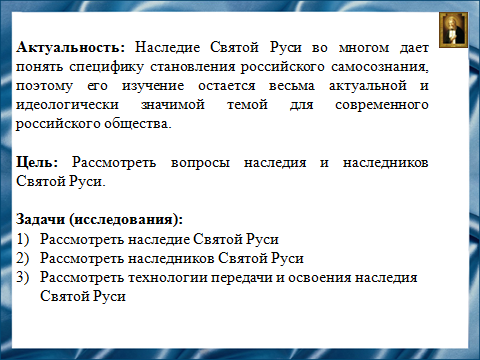 Актуальность: Наследие Святой Руси во многом дает
понять специфику становления российского самосознания,
поэтому его изучение остается весьма актуальной и
идеологически значимой темой для современного
российского общества.
Цель: Рассмотреть вопросы наследия и наследников
Святой Руси.
Задачи (исследования):
1) Рассмотреть наследие Святой Руси
2) Рассмотреть наследников Святой Руси
3) Рассмотреть технологии передачи и освоения наследия
Святой Руси